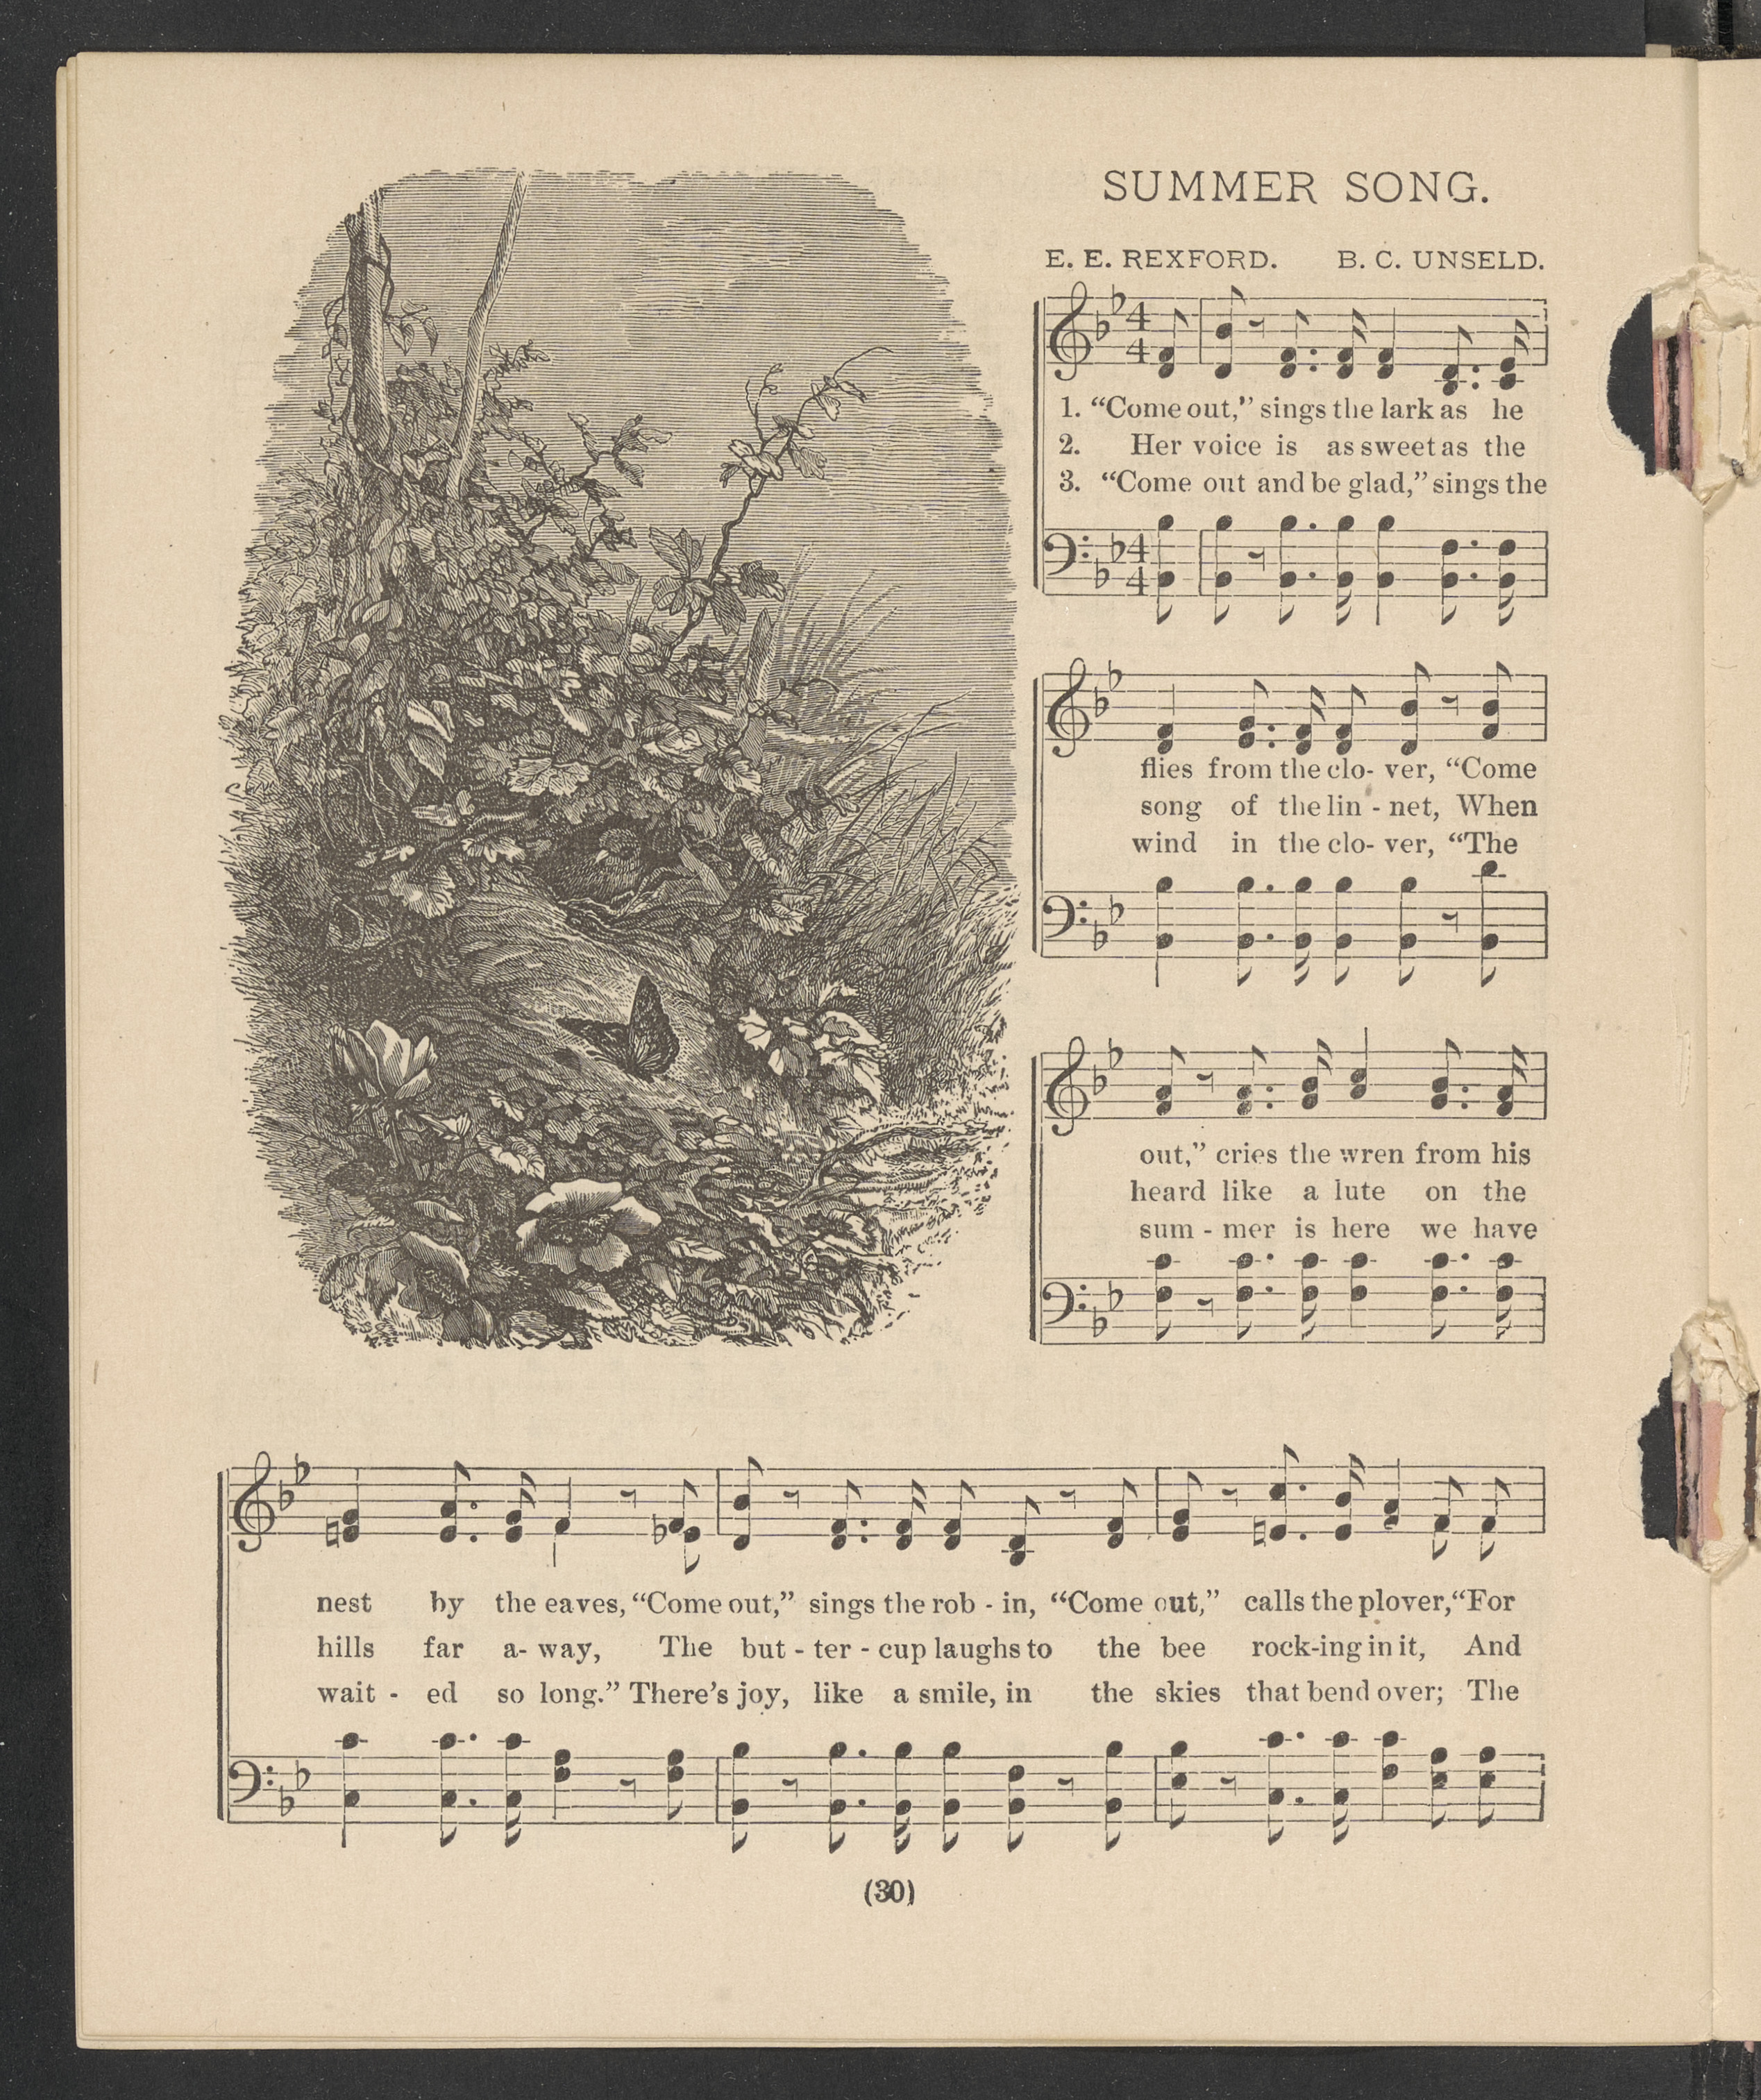 SUMMER SONG.
E. E. REXFORD. B. C. UNSELD.
1. “Come out,” sings the lark as he
2. Her voice is as sweet as the
3. “Come out and be glad,” sings the
flies from the clo- ver, “Come
song of the lin - net, When
wind in the clo- ver, “The
out,” cries the wren from his
heard like a lute on the
sum - mer is here we have
nest by the eaves, “Come out,” sings the rob - in, “Come out,” calls the plover, “For
hills far a- way, The but - ter - cup laughs to the bee rock-ing in it, And
wait - ed so long.” There’s joy, like a smile, in the skies that bend over; The
(30)